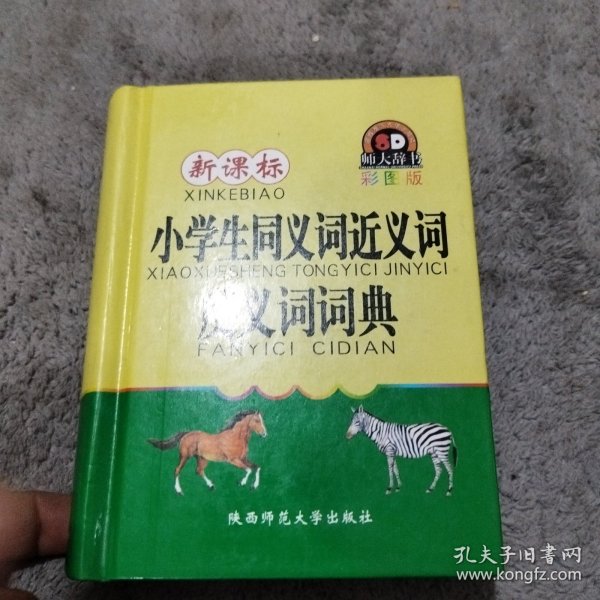 SD
师大辞书
彩图版
新课标
XINKEBIAO
小学生同义词近义词
XIAOXUESHENG TONGYICI JINYICI
反义词词典
FANYICI CIDIAN
陕西师范大学出版社
孔夫子旧书网
www.kongfz.com